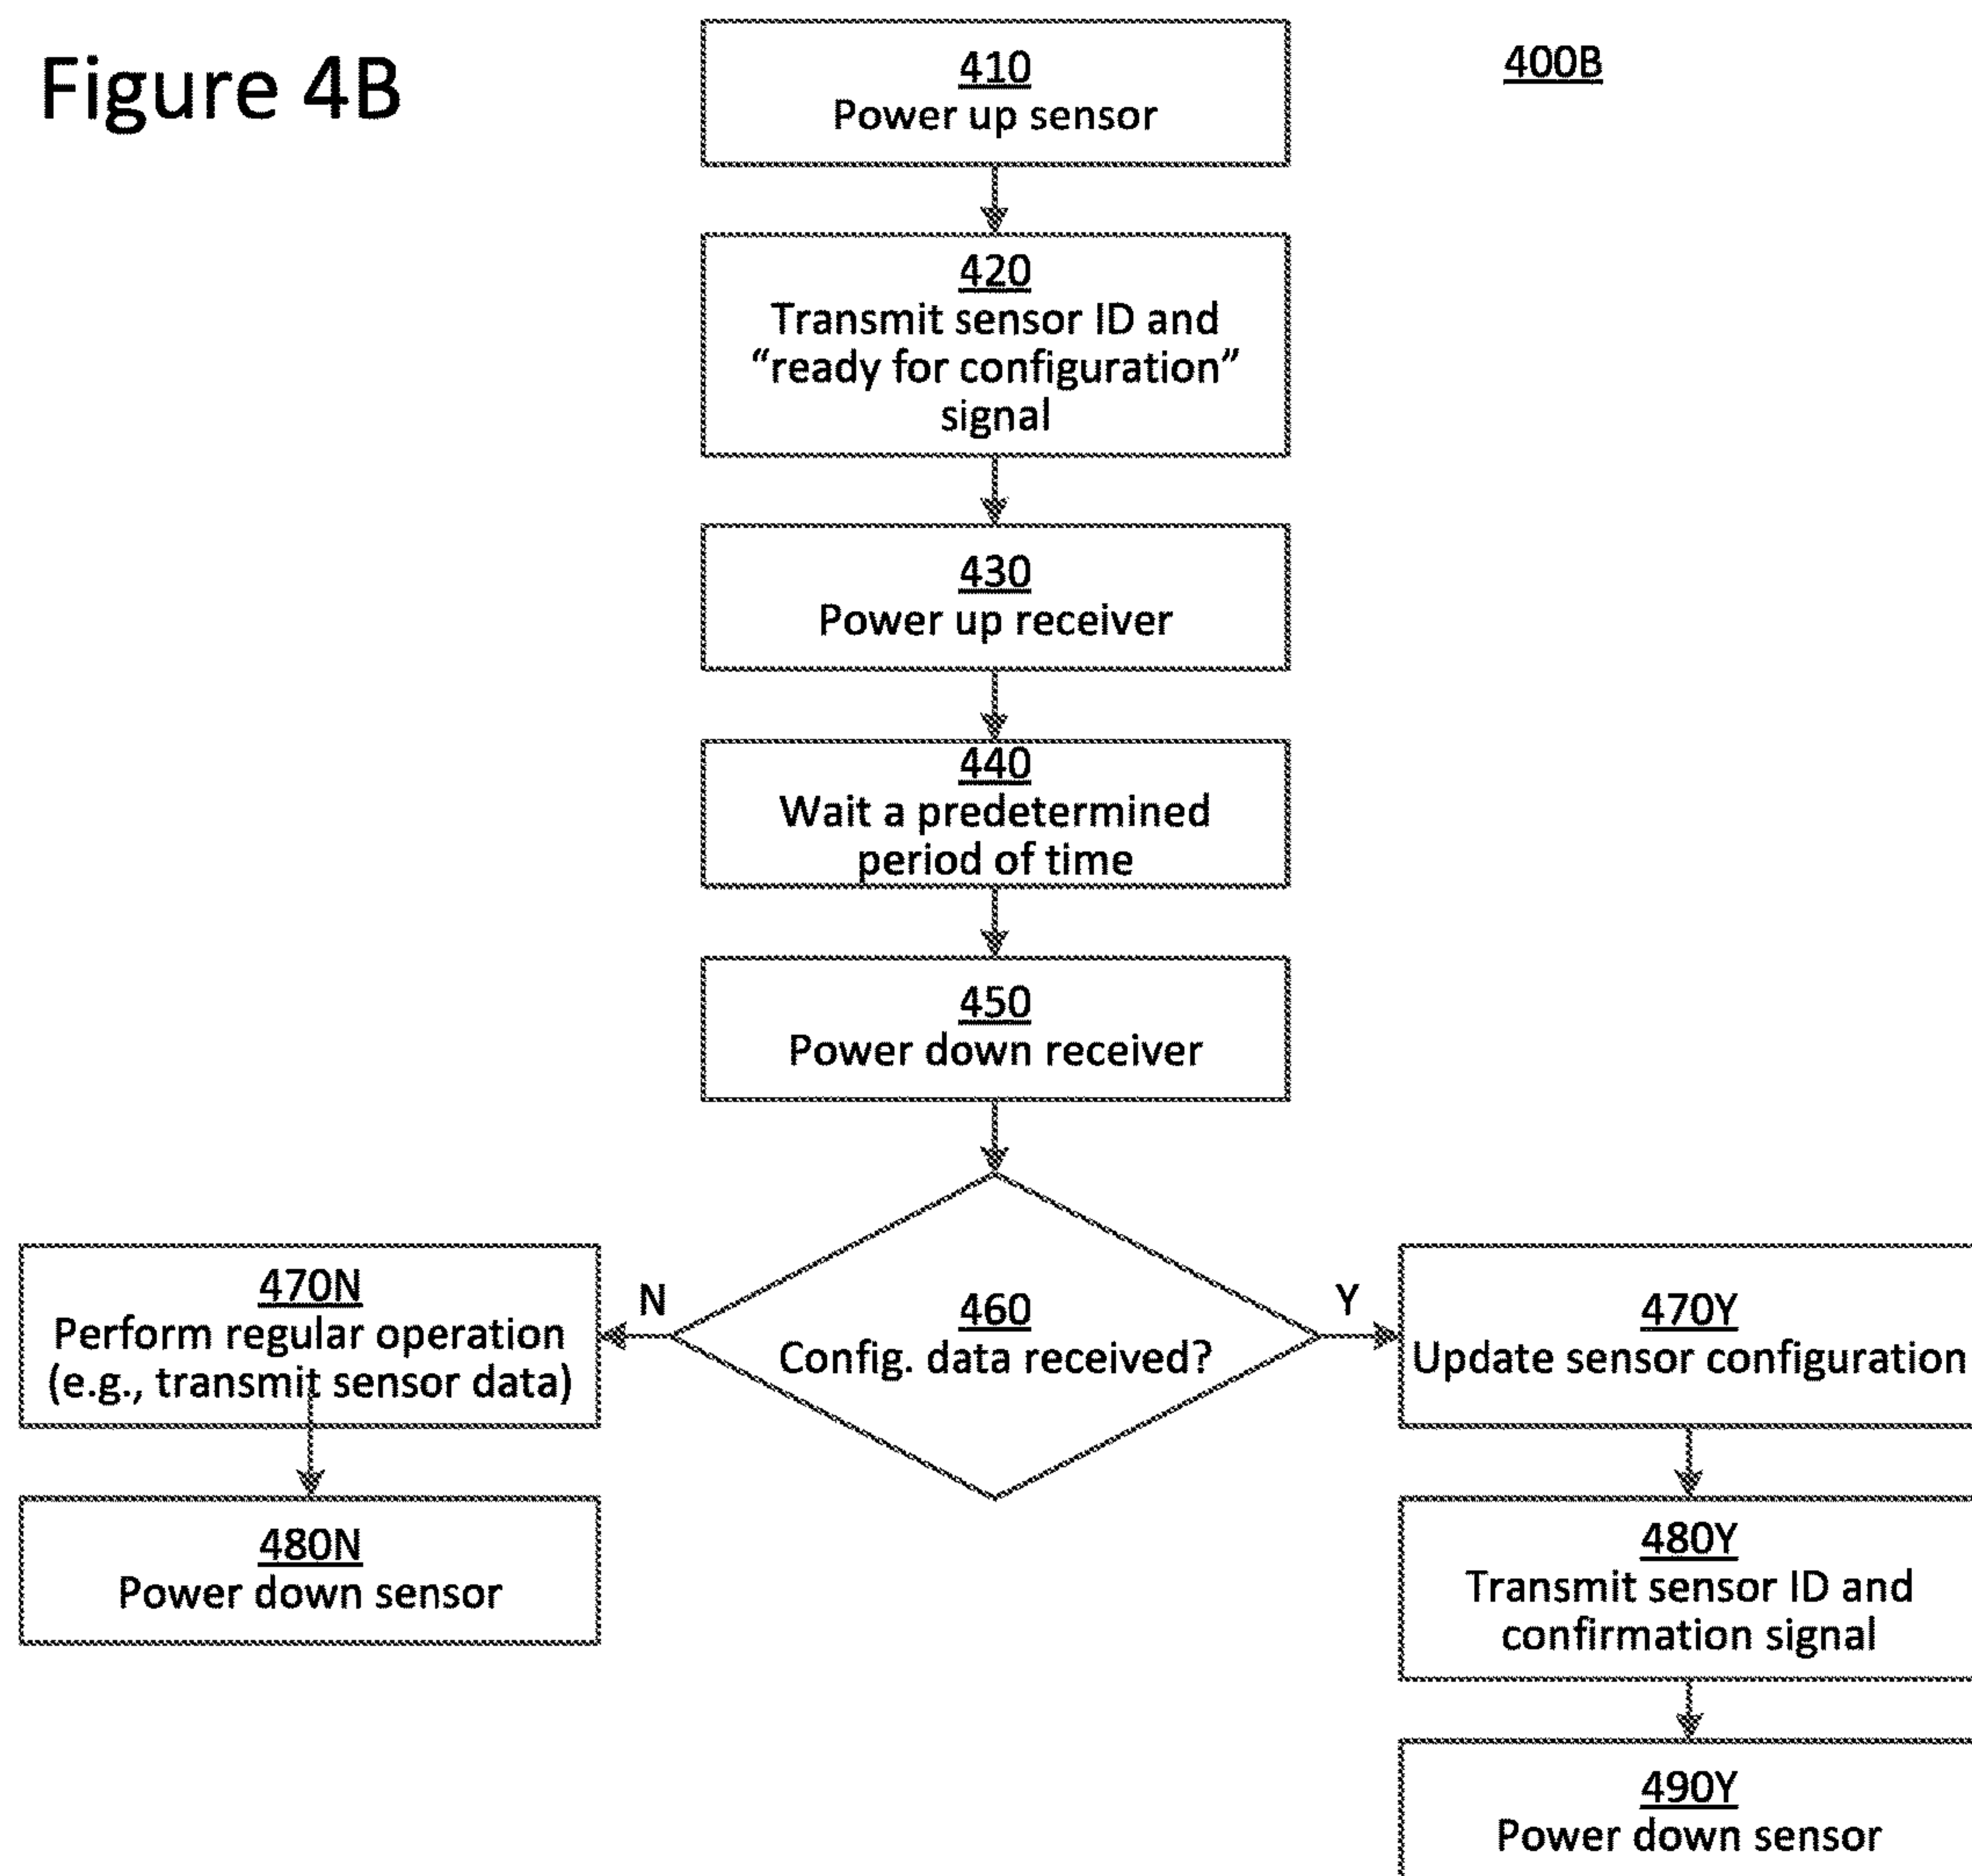 Figure 4B
400B
410
Power up sensor
420
Transmit sensor ID and
“ready for configuration”
signal
430
Power up receiver
440
Wait a predetermined
period of time
450
Power down receiver
460
Config. data received?
N
Y
470N
Perform regular operation
(e.g., transmit sensor data)
480N
Power down sensor
470Y
Update sensor configuration
480Y
Transmit sensor ID and
confirmation signal
490Y
Power down sensor